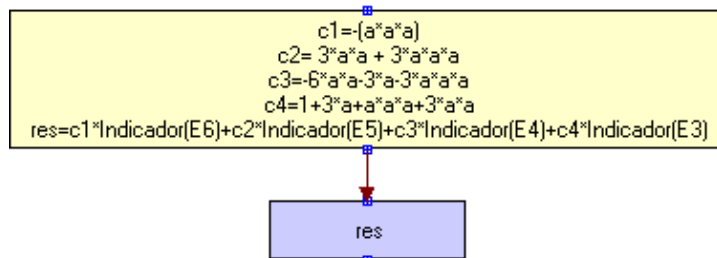 c1=-(a*a*a)
c2= 3*a*a + 3*a*a*a
c3=-6*a*a-3*a-3*a*a*a
c4=1+3*a+a*a*a+3*a*a
res=c1*Indicador(E6)+c2*Indicador(E5)+c3*Indicador(E4)+c4*Indicador(E3)
res